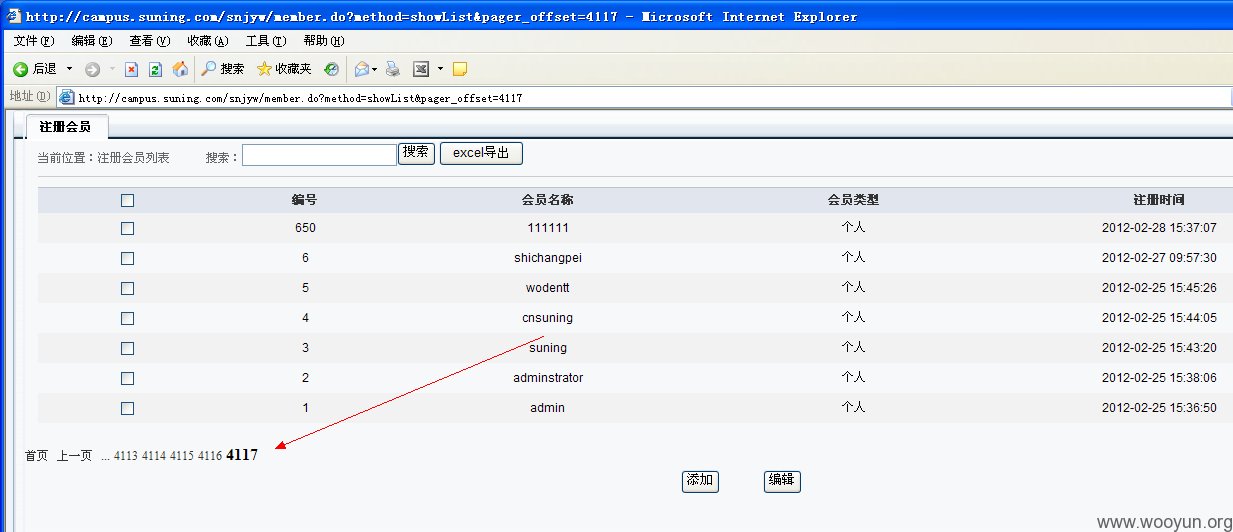 http://campus.suning.com/snjyw/member.do?method=showList&pager_offset=4117 - Microsoft Internet Explorer
文件(F) 编辑(E) 查看(V) 收藏(A) 工具(T) 帮助(H)
后退 搜索 收藏夹
地址(D) http://campus.suning.com/snjyw/member.do?method=showList&pager_offset=4117
注册会员
当前位置：注册会员列表 搜索： 搜索 excel导出
编号 会员名称 会员类型 注册时间
650 111111 个人 2012-02-28 15:37:07
6 shichangpei 个人 2012-02-27 09:57:30
5 wodentt 个人 2012-02-25 15:45:26
4 cnsuning 个人 2012-02-25 15:44:05
3 suning 个人 2012-02-25 15:43:20
2 adminstrator 个人 2012-02-25 15:38:06
1 admin 个人 2012-02-25 15:36:50
首页 上一页 ... 4113 4114 4115 4116 4117
添加 编辑
www.wooyun.org